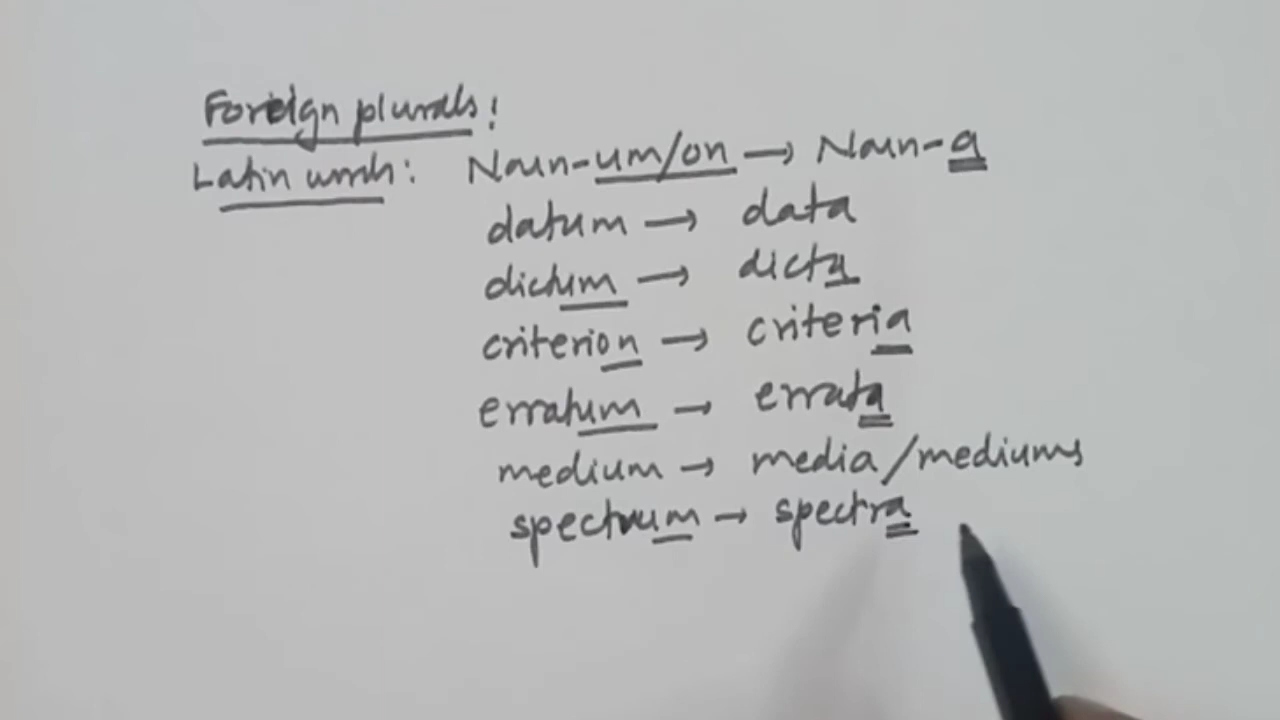 Foreign plurals:
Latin words: Noun-um/on → Noun-a
datum → data
dictum → dicta
criterion → criteria
erratum → errata
medium → media/mediums
spectrum → spectra